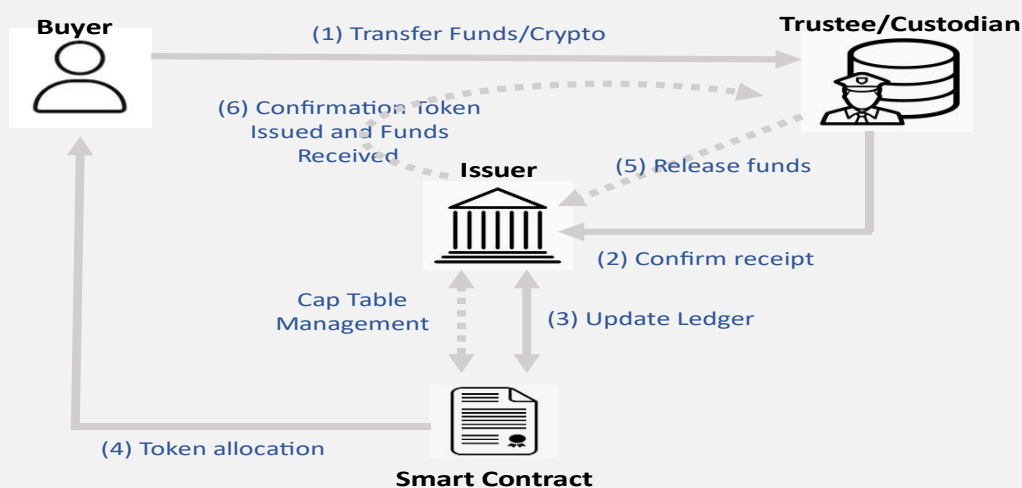 Buyer
(1) Transfer Funds/Crypto
Trustee/Custodian
(6) Confirmation Token
Issued and Funds
Received
Issuer
(5) Release funds
(2) Confirm receipt
Cap Table
Management
(3) Update Ledger
(4) Token allocation
Smart Contract